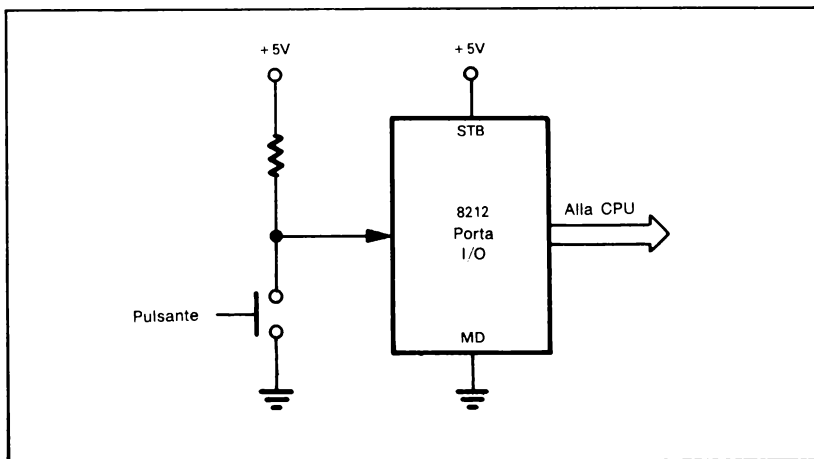 +5V
+5V
STB
8212
Porta
I/O
Alla CPU
Pulsante
MD